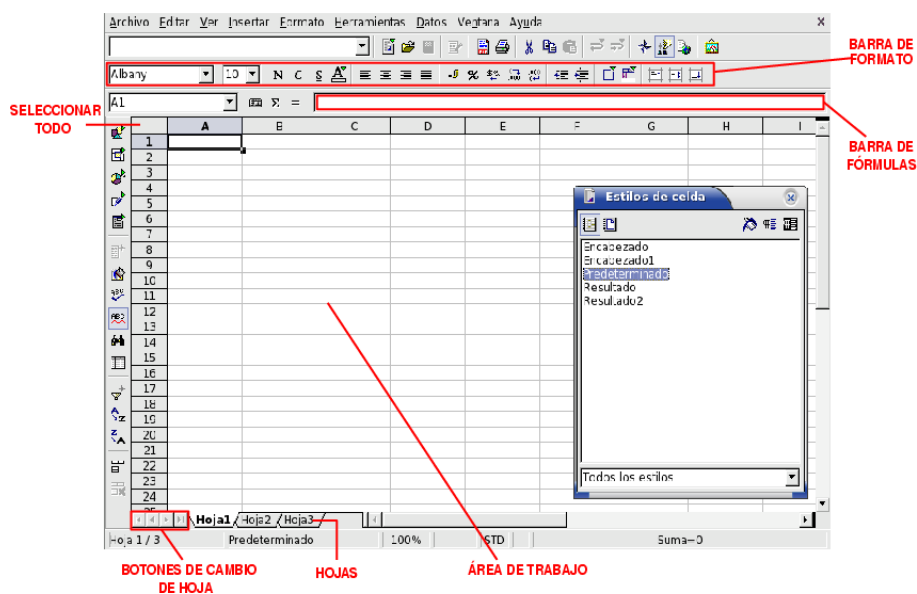 Archivo Editar Ver Insertar Formato Herramientas Datos Ventana Ayuda X
BARRA DE
FORMATO
Albany 10 N C S A
A1 Σ =
SELECCIONAR
TODO
BARRA DE
FÓRMULAS
A B C D E F G H I
1
2
3
4
5
6
7
8
9
10
11
12
13
14
15
16
17
18
19
20
21
22
23
24
25
Estilos de celda
Encabezado
Encabezado1
Predeterminado
Resultado
Resultado2
Todos los estilos
Hoja1 Hoja2 Hoja3
Hoja 1 / 3 Predeterminado 100% STD Suma=0
BOTONES DE CAMBIO
DE HOJA
HOJAS
ÁREA DE TRABAJO